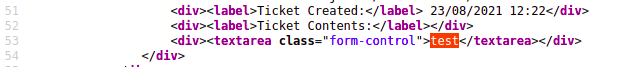 51 <div><label>Ticket Created:</label> 23/08/2021 12:22</div>
52 <div><label>Ticket Contents:</label></div>
53 <div><textarea class="form-control">test</textarea></div>
54 </div>